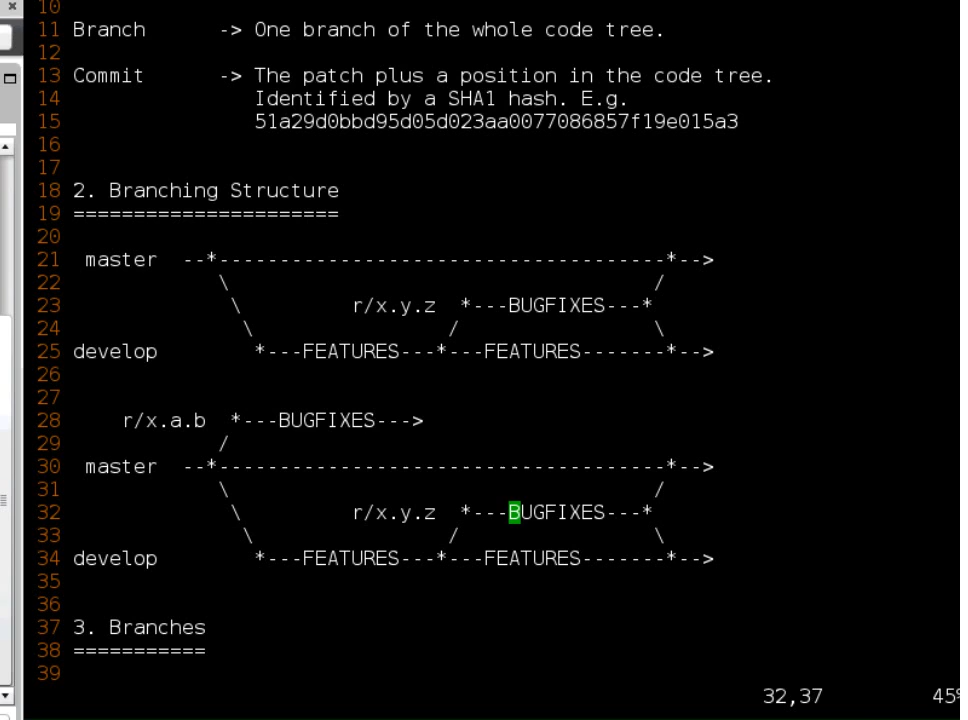 10
11 Branch      -> One branch of the whole code tree.
12
13 Commit      -> The patch plus a position in the code tree.
14                Identified by a SHA1 hash. E.g.
15                51a29d0bbd95d05d023aa0077086857f19e015a3
16
17
18 2. Branching Structure
19 ======================
20
21  master  --*-------------------------------------*-->
22             \                                   /
23              \         r/x.y.z  *---BUGFIXES---*
24               \                /                \
25 develop        *---FEATURES---*---FEATURES-------*-->
26
27
28     r/x.a.b  *---BUGFIXES--->
29             /
30  master  --*-------------------------------------*-->
31             \                                   /
32              \         r/x.y.z  *---BUGFIXES---*
33               \                /                \
34 develop        *---FEATURES---*---FEATURES-------*-->
35
36
37 3. Branches
38 ===========
39
32,37         45%